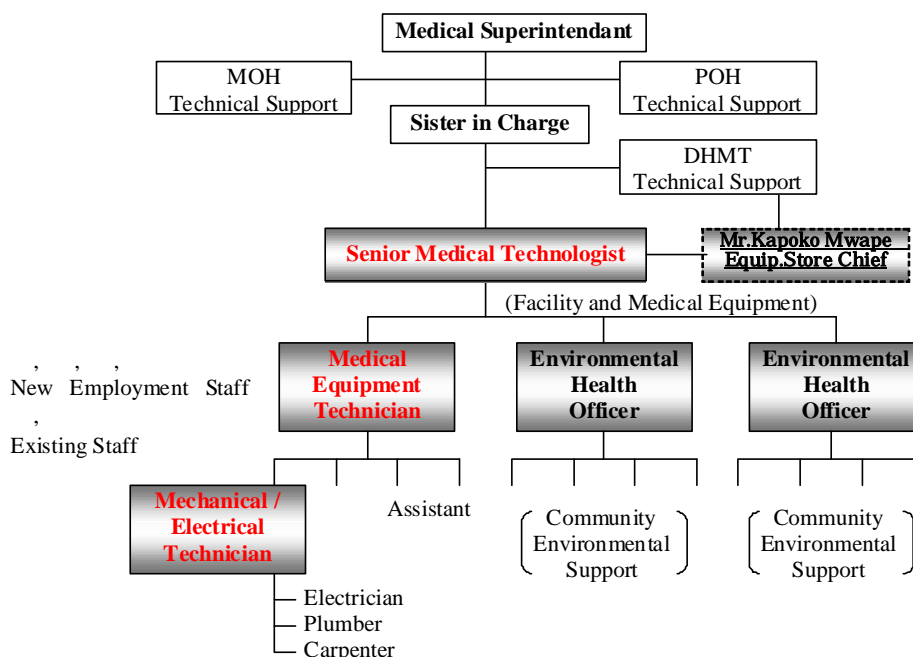 Medical Superintendant
MOH
Technical Support
POH
Technical Support
Sister in Charge
DHMT
Technical Support
Senior Medical Technologist
Mr.Kapoko Mwape
Equip.Store Chief
(Facility and Medical Equipment)
, , ,
New Employment Staff
,
Existing Staff
Medical
Equipment
Technician
Environmental
Health
Officer
Environmental
Health
Officer
Mechanical /
Electrical
Technician
Assistant
Community
Environmental
Support
Community
Environmental
Support
Electrician
Plumber
Carpenter